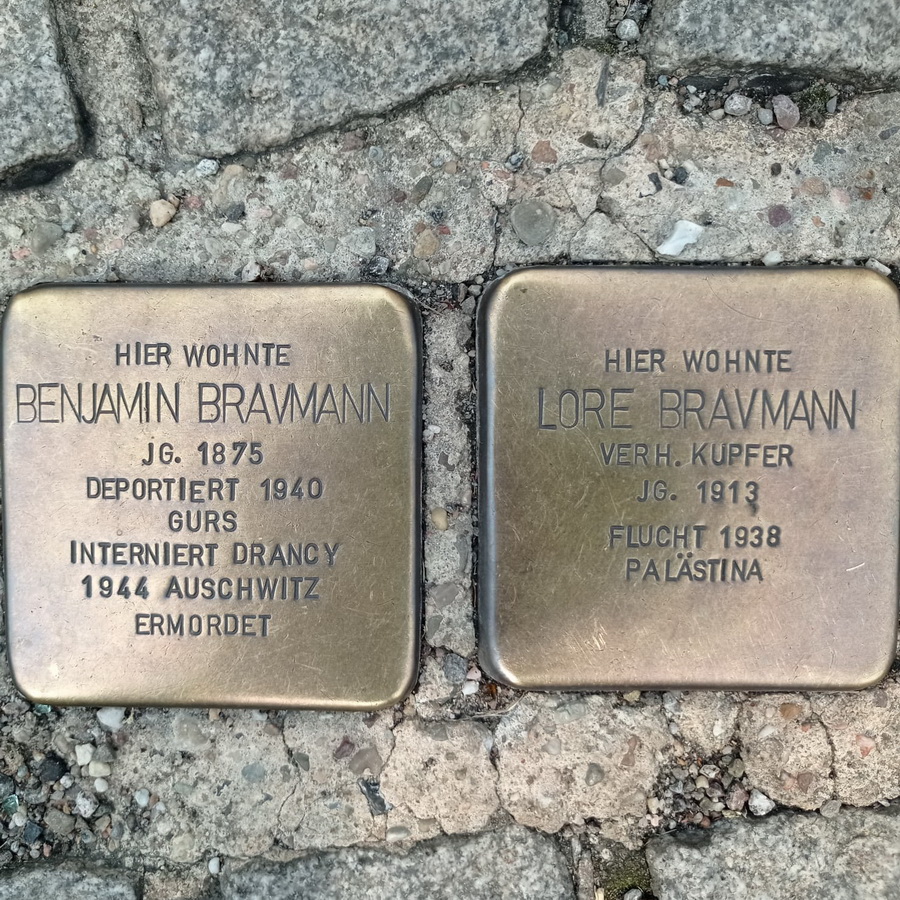 HIER WOHNTE
BENJAMIN BRAVMANN
JG. 1875
DEPORTIERT 1940
GURS
INTERNIERT DRANCY
1944 AUSCHWITZ
ERMORDET
HIER WOHNTE
LORE BRAVMANN
VERH. KUPFER
JG. 1913
FLUCHT 1938
PALÄSTINA